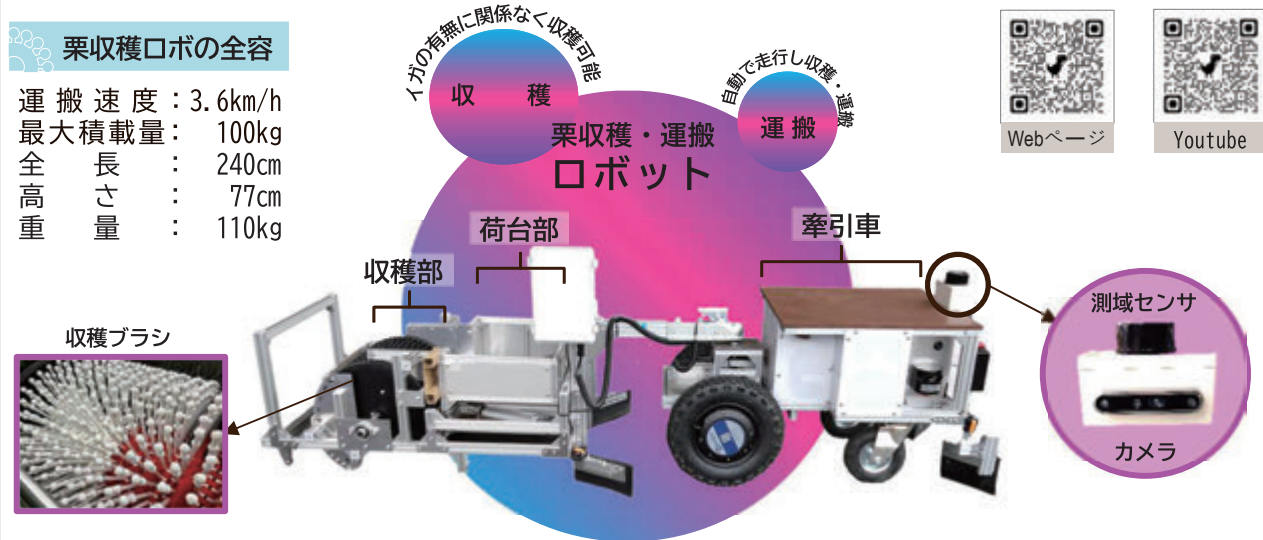 栗収穫ロボの全容
運搬速度：3.6km/h
最大積載量： 100kg
全長： 240cm
高さ： 77cm
重量： 110kg
イガの有無に関係なく収穫可能
収穫
自動で走行し収穫・運搬
運搬
栗収穫・運搬
ロボット
Webページ
Youtube
荷台部
牽引車
収穫部
収穫ブラシ
測域センサ
カメラ